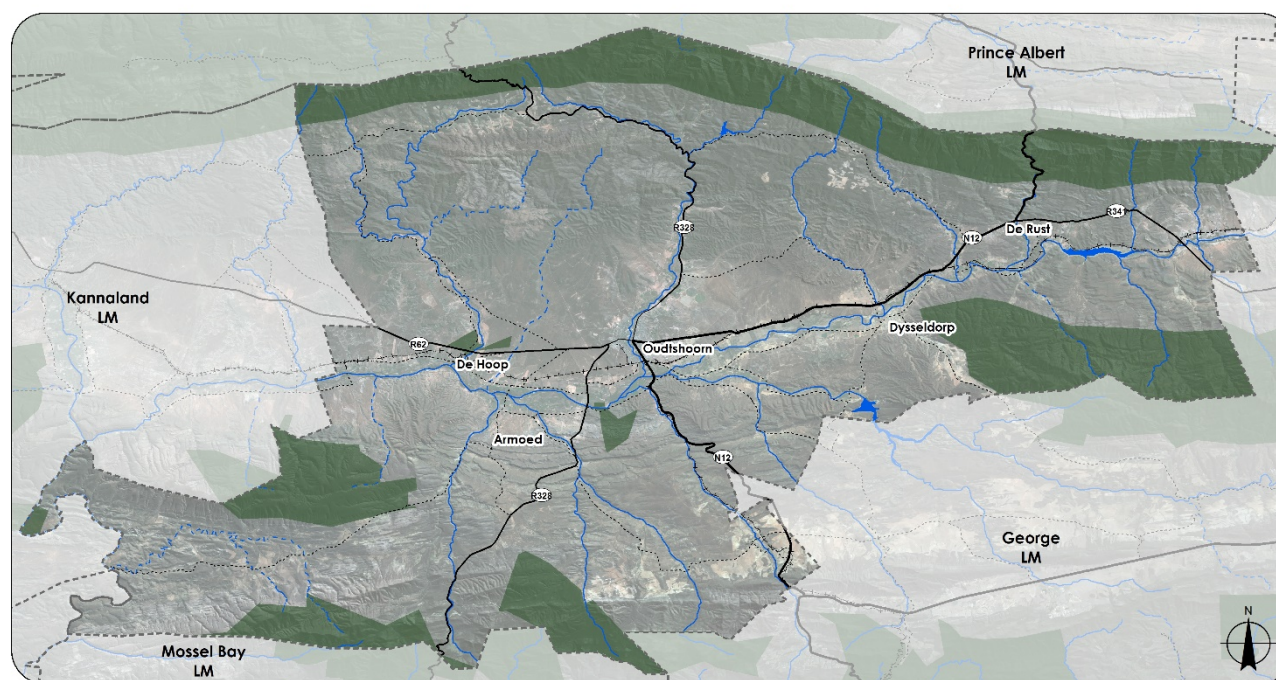 Prince Albert
LM
R341
De Rust
N12
R328
Kannaland
LM
Dysseldorp
Oudtshoorn
R62
De Hoop
Armoed
N12
R328
George
LM
N
Mossel Bay
LM